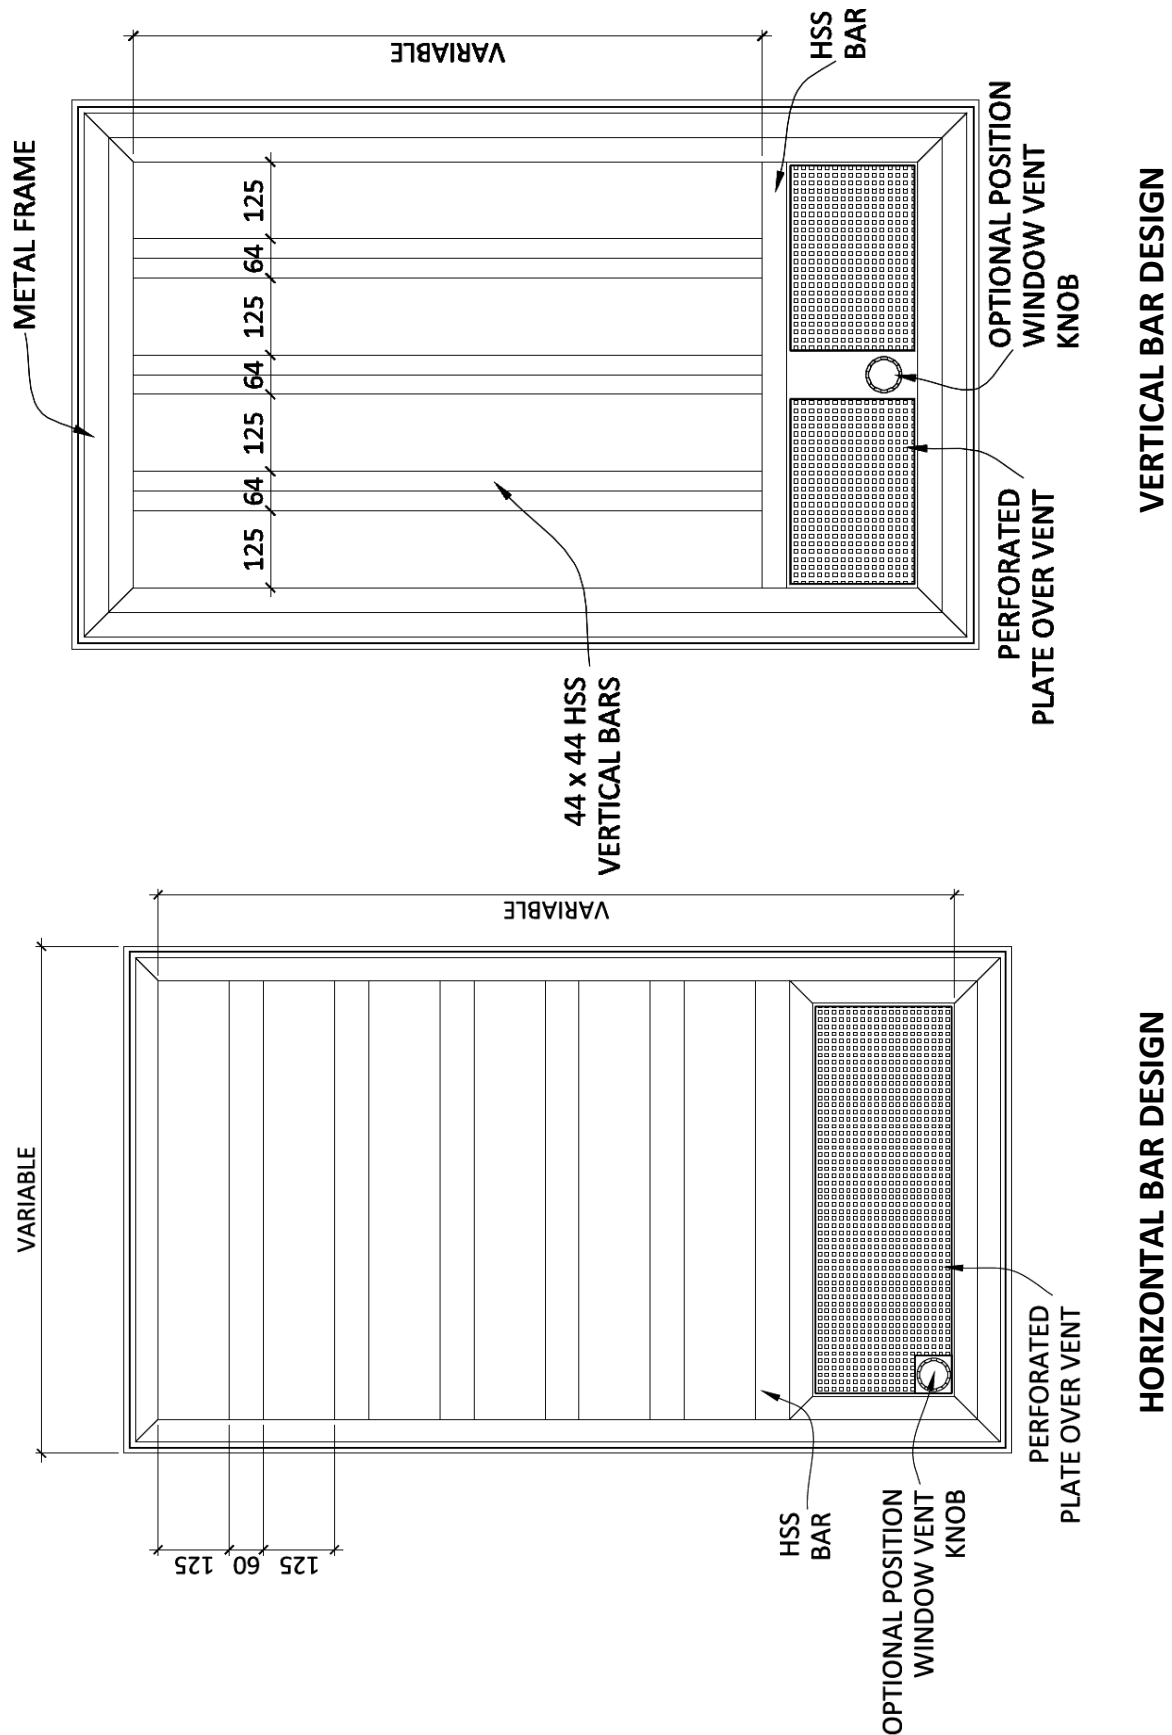 VARIABLE
VARIABLE
125
60
125
HSS
BAR
OPTIONAL POSITION
WINDOW VENT
KNOB
PERFORATED
PLATE OVER VENT
HORIZONTAL BAR DESIGN
METAL FRAME
VARIABLE
125
64
125
64
125
64
125
44 x 44 HSS
VERTICAL BARS
HSS
BAR
PERFORATED
PLATE OVER VENT
OPTIONAL POSITION
WINDOW VENT
KNOB
VERTICAL BAR DESIGN